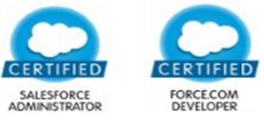 CERTIFIED
SALESFORCE
ADMINISTRATOR
CERTIFIED
FORCE.COM
DEVELOPER